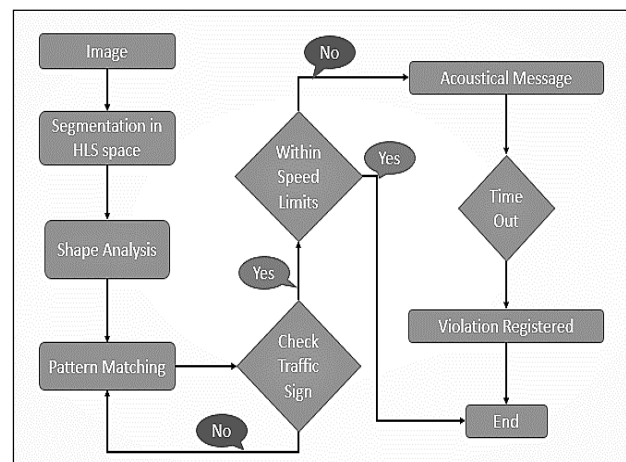 Image
Segmentation in
HLS space
Shape Analysis
Pattern Matching
No
Check
Traffic
Sign
Yes
Within
Speed
Limits
Yes
No
Acoustical Message
Time
Out
Violation Registered
End